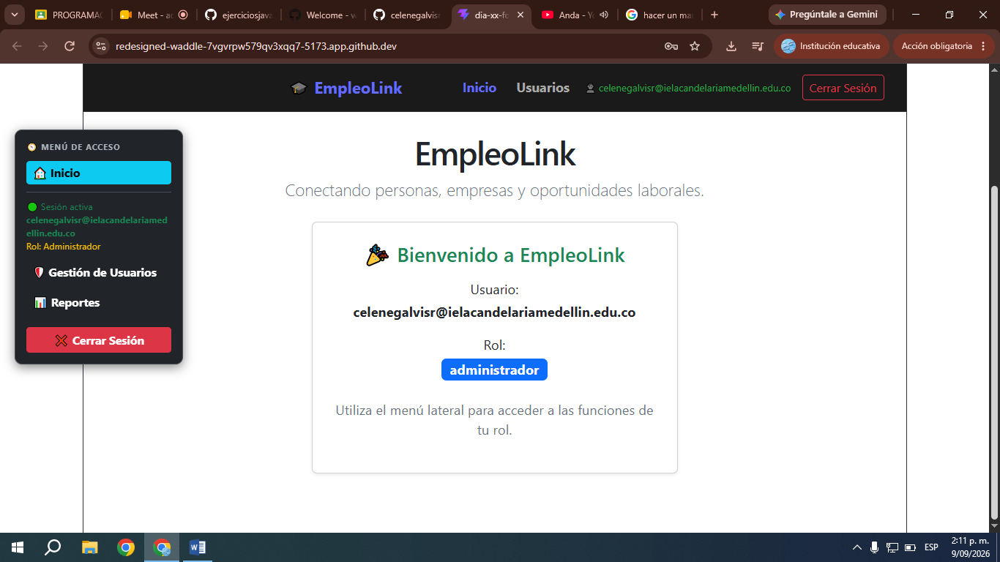 PROGRAMAC
Meet - ac
ejerciciosjava
Welcome - w
celenegalvisr
dia-xx-fo
Anda - Yo
hacer un ma
Pregúntale a Gemini
redesigned-waddle-7vgvrpw579qv3xqq7-5173.app.github.dev
Institución educativa
Acción obligatoria
EmpleoLink
Inicio
Usuarios
celenegalvisr@ielacandelariamedellin.edu.co
Cerrar Sesión
MENÚ DE ACCESO
Inicio
Sesión activa
celenegalvisr@ielacandelariamed
ellin.edu.co
Rol: Administrador
Gestión de Usuarios
Reportes
Cerrar Sesión
EmpleoLink
Conectando personas, empresas y oportunidades laborales.
Bienvenido a EmpleoLink
Usuario:
celenegalvisr@ielacandelariamedellin.edu.co
Rol:
administrador
Utiliza el menú lateral para acceder a las funciones de
tu rol.
ESP
2:11 p. m.
9/09/2026